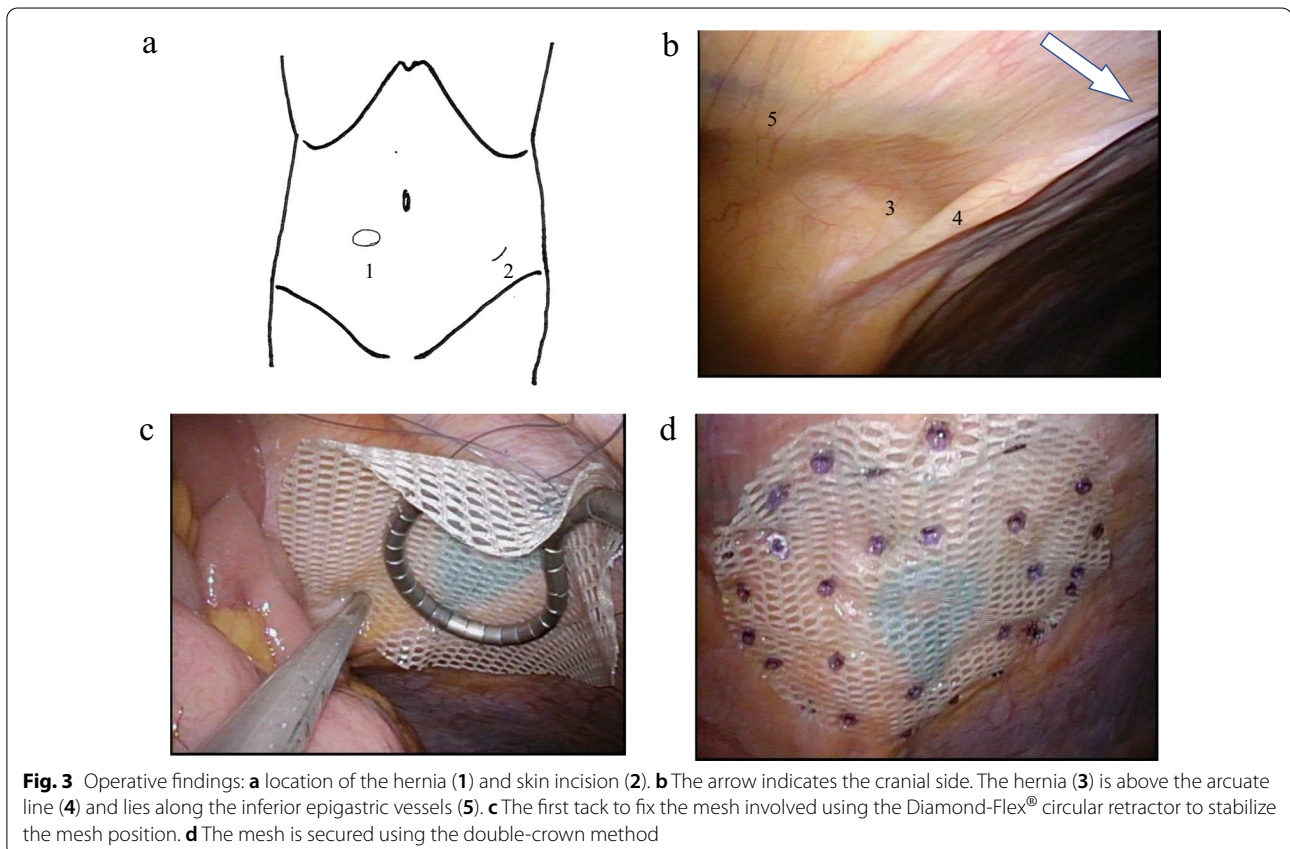 a
b
5
3
4
1
2
c
d
Fig. 3 Operative findings: a location of the hernia (1) and skin incision (2). b The arrow indicates the cranial side. The hernia (3) is above the arcuate
line (4) and lies along the inferior epigastric vessels (5). c The first tack to fix the mesh involved using the Diamond-Flex® circular retractor to stabilize
the mesh position. d The mesh is secured using the double-crown method